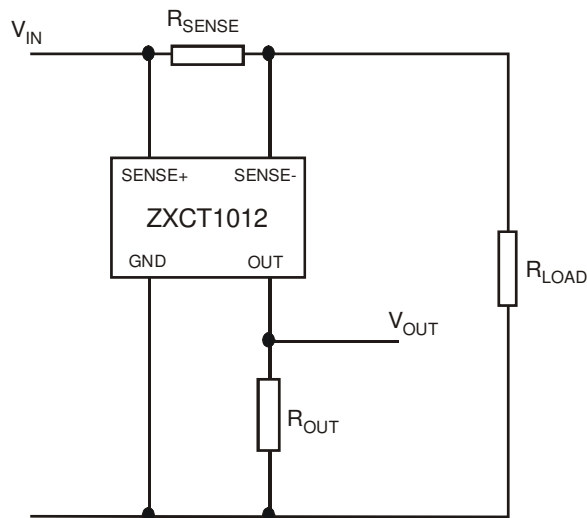 V_IN
R_SENSE
SENSE+ SENSE-
ZXCT1012
GND OUT
R_LOAD
V_OUT
R_OUT